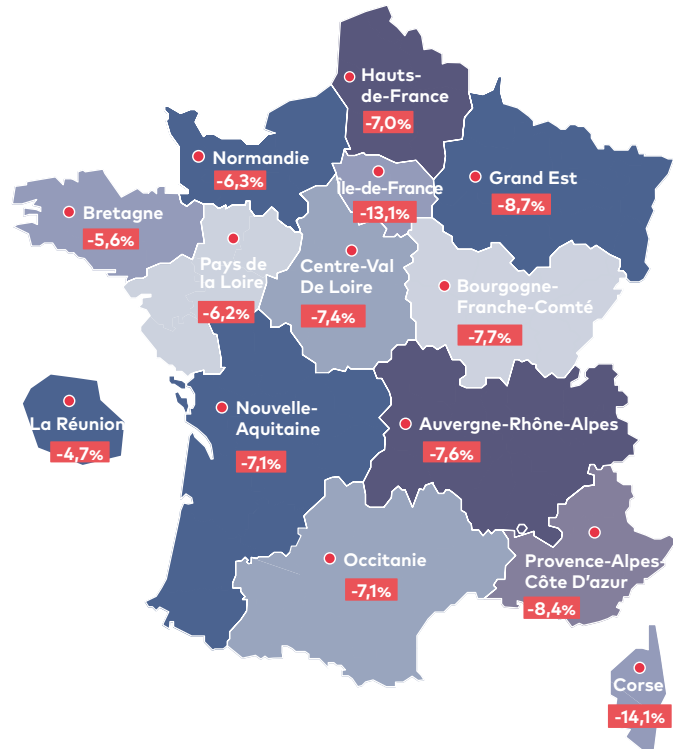 Hauts-
de-France
-7,0%
Normandie
-6,3%
Île-de-France
-13,1%
Grand Est
-8,7%
Bretagne
-5,6%
Pays de
la Loire
-6,2%
Centre-Val
De Loire
-7,4%
Bourgogne-
Franche-Comté
-7,7%
La Réunion
-4,7%
Nouvelle-
Aquitaine
-7,1%
Auvergne-Rhône-Alpes
-7,6%
Occitanie
-7,1%
Provence-Alpes-
Côte D'azur
-8,4%
Corse
-14,1%